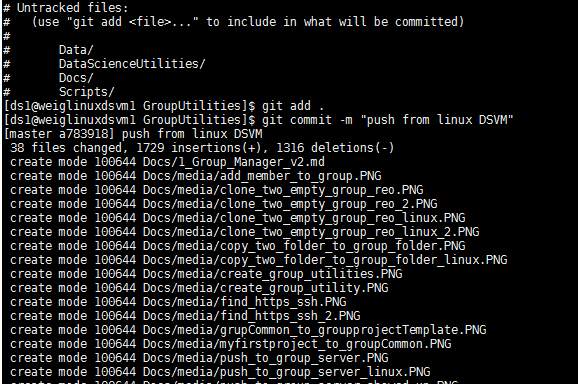 # Untracked files:
#   (use "git add <file>..." to include in what will be committed)
#
#       Data/
#       DataScienceUtilities/
#       Docs/
#       Scripts/
[ds1@weiglinuxdsvm1 GroupUtilities]$ git add .
[ds1@weiglinuxdsvm1 GroupUtilities]$ git commit -m "push from linux DSVM"
[master a783918] push from linux DSVM
 38 files changed, 1729 insertions(+), 1316 deletions(-)
 create mode 100644 Docs/1_Group_Manager_v2.md
 create mode 100644 Docs/media/add_member_to_group.PNG
 create mode 100644 Docs/media/clone_two_empty_group_reo.PNG
 create mode 100644 Docs/media/clone_two_empty_group_reo_2.PNG
 create mode 100644 Docs/media/clone_two_empty_group_reo_linux.PNG
 create mode 100644 Docs/media/clone_two_empty_group_reo_linux_2.PNG
 create mode 100644 Docs/media/copy_two_folder_to_group_folder.PNG
 create mode 100644 Docs/media/copy_two_folder_to_group_folder_linux.PNG
 create mode 100644 Docs/media/create_group_utilities.PNG
 create mode 100644 Docs/media/create_group_utility.PNG
 create mode 100644 Docs/media/find_https_ssh.PNG
 create mode 100644 Docs/media/find_https_ssh_2.PNG
 create mode 100644 Docs/media/grupCommon_to_groupprojectTemplate.PNG
 create mode 100644 Docs/media/myfirstproject_to_groupCommon.PNG
 create mode 100644 Docs/media/push_to_group_server.PNG
 create mode 100644 Docs/media/push_to_group_server_linux.PNG
 create mode 100644